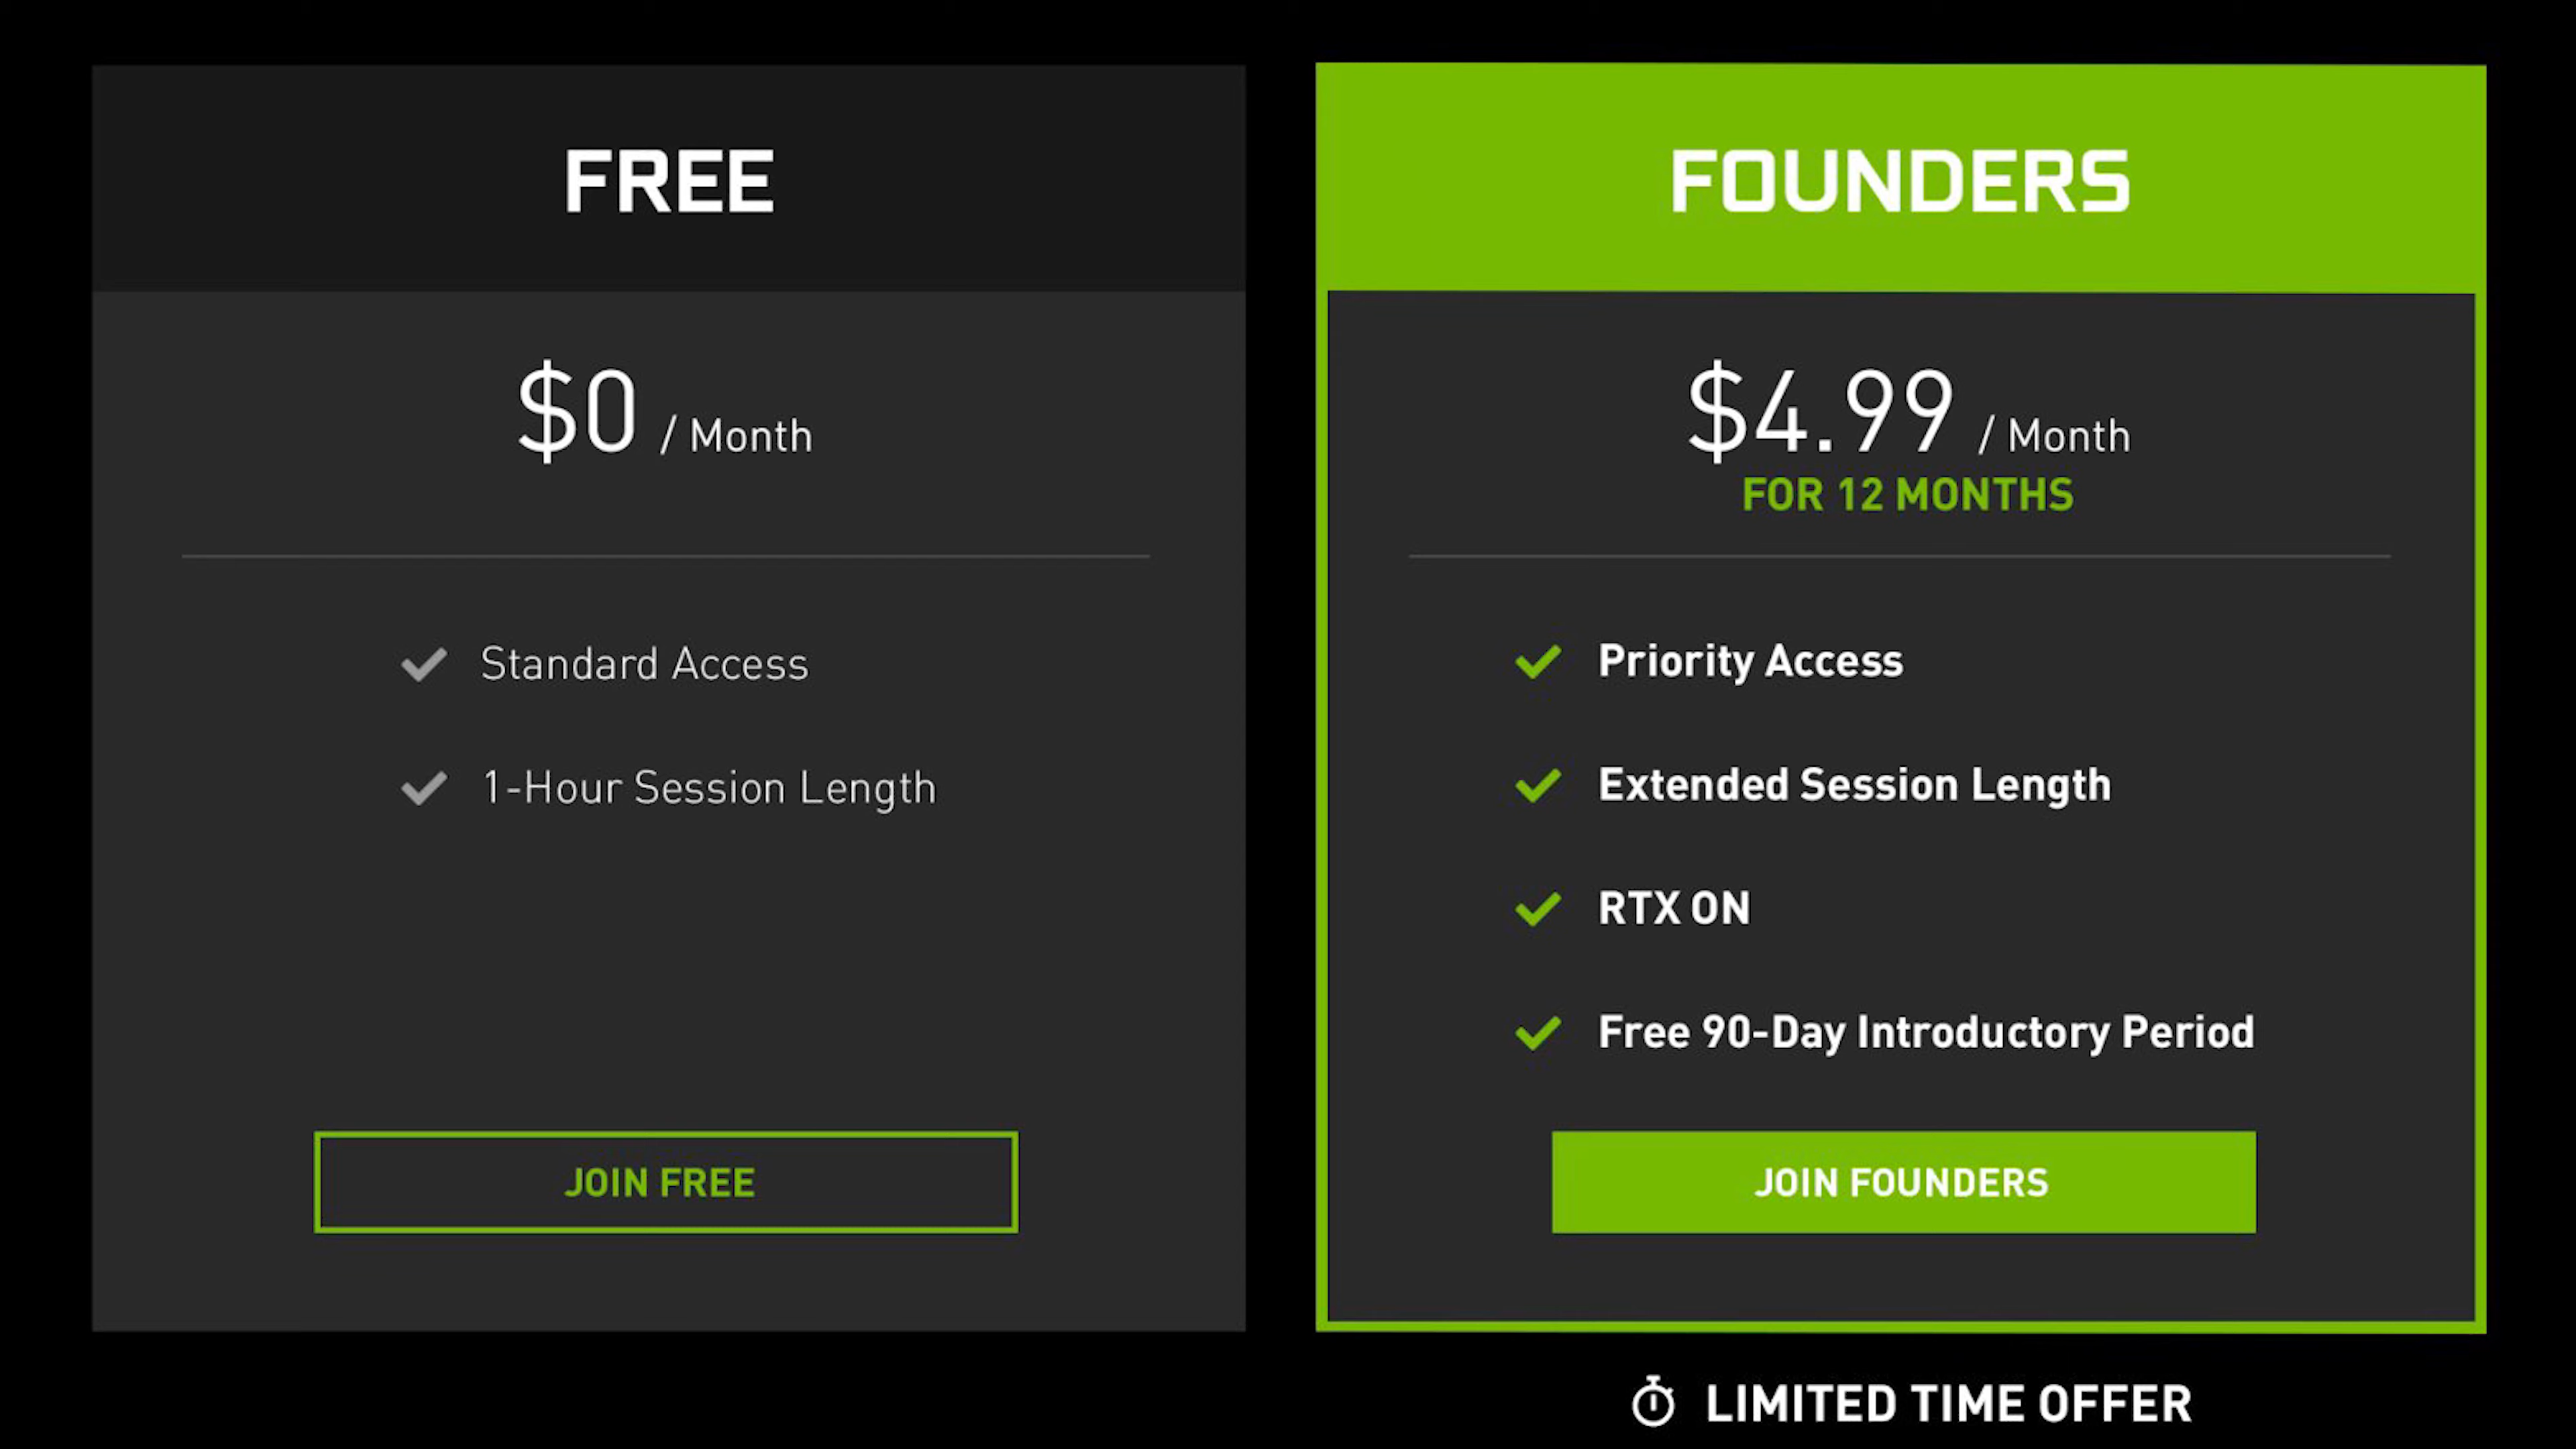 FREE
$0 / Month
Standard Access
1-Hour Session Length
JOIN FREE
FOUNDERS
$4.99 / Month
FOR 12 MONTHS
Priority Access
Extended Session Length
RTX ON
Free 90-Day Introductory Period
JOIN FOUNDERS
LIMITED TIME OFFER